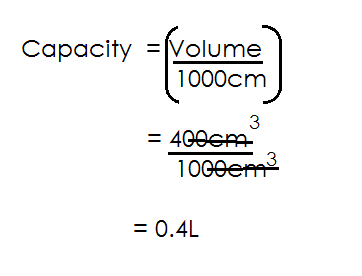 Capacity = (Volume
1000cm)
3
= 400cm
1000cm³
= 0.4L